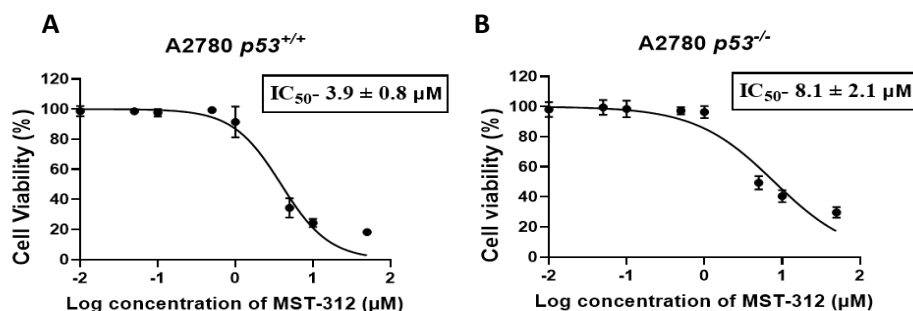 A
A2780 p53+/+
IC50- 3.9 ± 0.8 µM
Cell Viability (%)
120
100
80
60
40
20
0
-2
-1
0
1
2
Log concentration of MST-312 (µM)
B
A2780 p53-/-
IC50- 8.1 ± 2.1 µM
Cell viability (%)
120
100
80
60
40
20
0
-2
-1
0
1
2
Log concentration of MST-312 (µM)